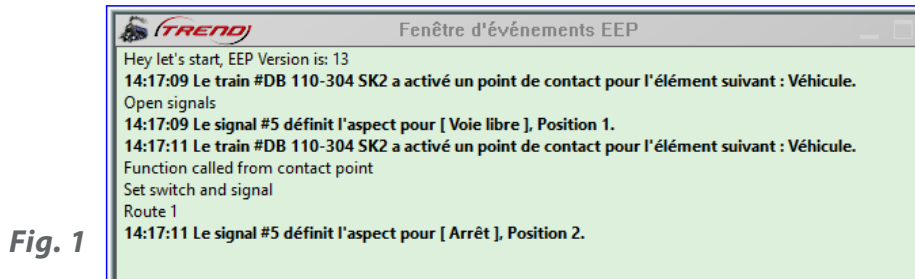 TREND
Fenêtre d'événements EEP
Hey let's start, EEP Version is: 13
14:17:09 Le train #DB 110-304 SK2 a activé un point de contact pour l'élément suivant : Véhicule.
Open signals
14:17:09 Le signal #5 définit l'aspect pour [ Voie libre ], Position 1.
14:17:11 Le train #DB 110-304 SK2 a activé un point de contact pour l'élément suivant : Véhicule.
Function called from contact point
Set switch and signal
Route 1
14:17:11 Le signal #5 définit l'aspect pour [ Arrêt ], Position 2.
Fig. 1